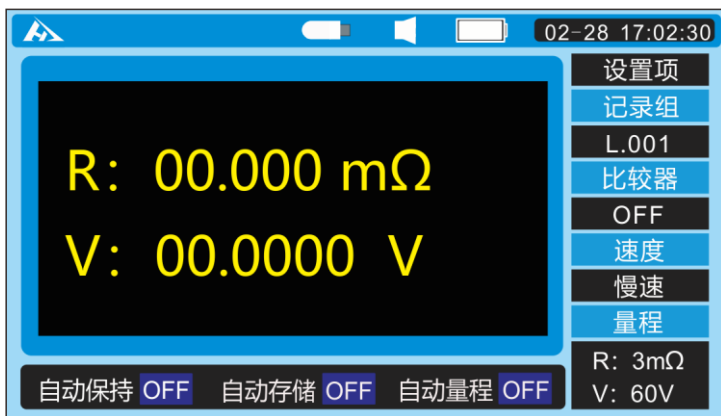 02-28 17:02:30
R: 00.000 mΩ
V: 00.0000 V
设置项
记录组
L.001
比较器
OFF
速度
慢速
量程
R: 3mΩ
V: 60V
自动保持 OFF 自动存储 OFF 自动量程 OFF